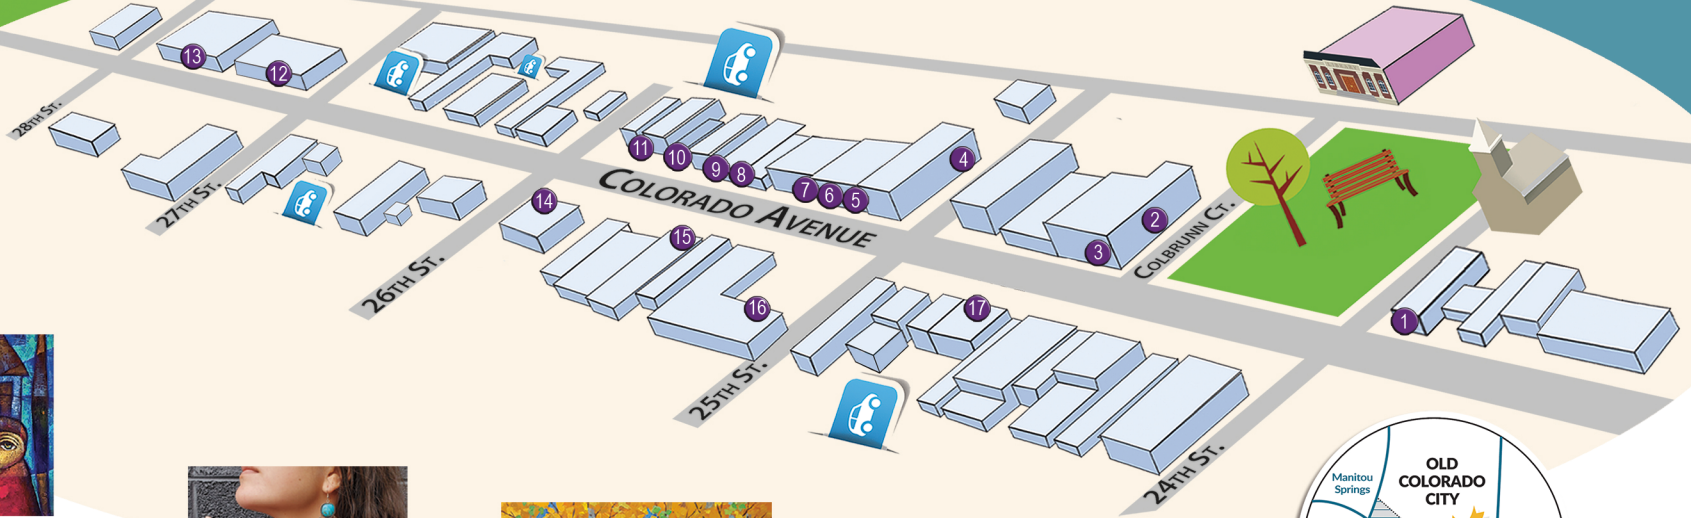 13
12
28TH ST.
11
10
9
8
7
6
5
4
COLORADO AVENUE
27TH ST.
14
26TH ST.
15
16
3
2
COLBRUNN CT.
17
1
25TH ST.
24TH ST.
Manitou
Springs
OLD
COLORADO
CITY